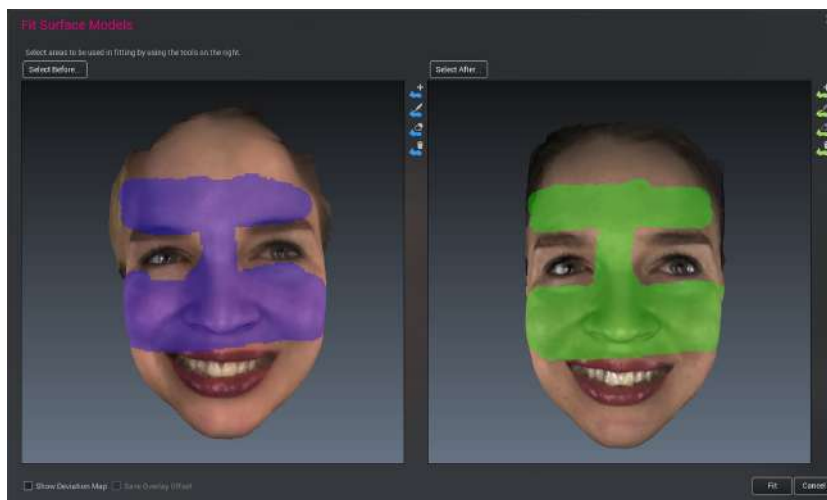 Fit Surface Models
Select areas to be used in fitting by using the tools on the right.
Select Before...
Select After...
Show Deviation Map
Save Overlay Offset
Fit
Cancel